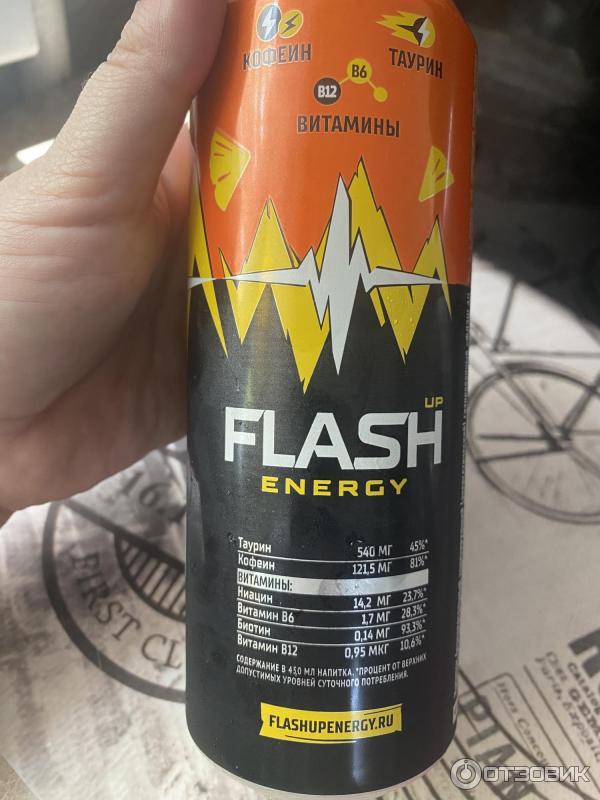 КОФЕИН
ТАУРИН
B12
B6
ВИТАМИНЫ
FLASH UP
ENERGY
Таурин 540 МГ 45%*
Кофеин 121,5 МГ 81%*
ВИТАМИНЫ:
Ниацин 14,2 МГ 23,7%*
Витамин B6 1,7 МГ 28,3%*
Биотин 0,14 МГ 93,3%*
Витамин B12 0,95 МКГ 10,6%*
СОДЕРЖАНИЕ В 450 МЛ НАПИТКА. *ПРОЦЕНТ ОТ ВЕРХНИХ
ДОПУСТИМЫХ УРОВНЕЙ СУТОЧНОГО ПОТРЕБЛЕНИЯ.
FLASHUPENERGY.RU
FIRST CL
ОТЗОВИК